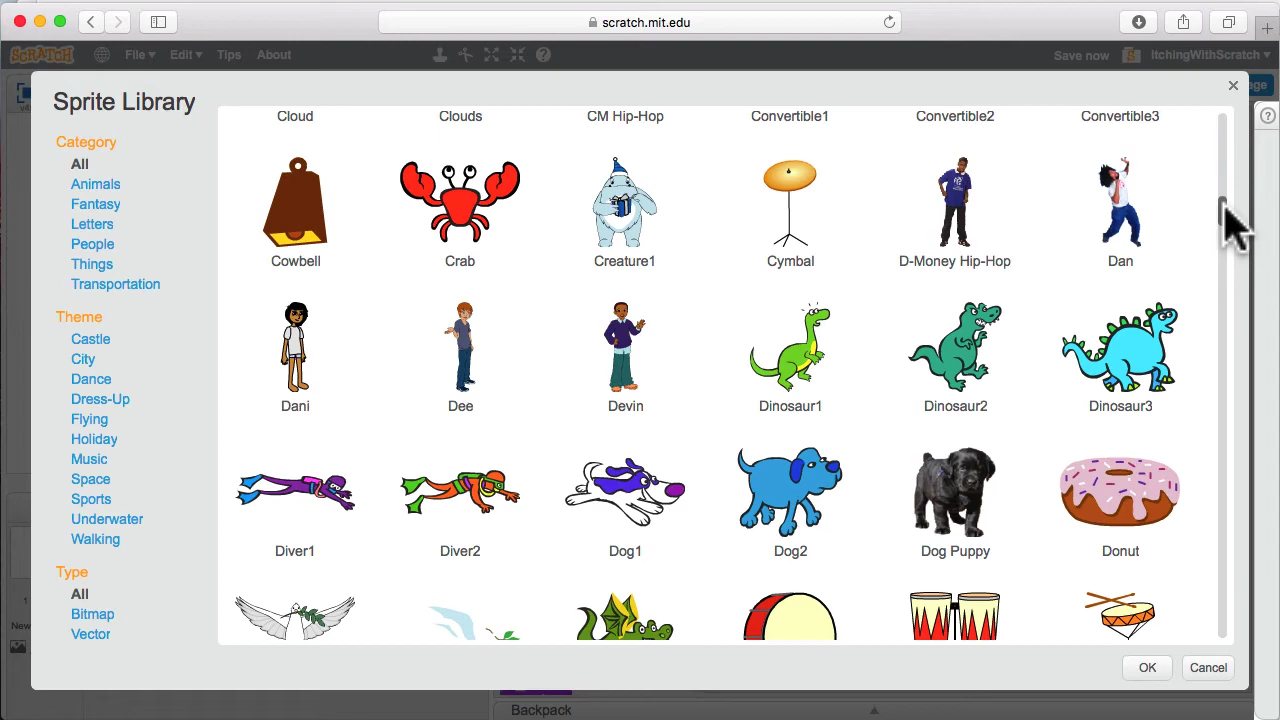 scratch.mit.edu
SCRATCH File Edit Tips About Save now ItchingWithScratch
Sprite Library
Category
All
Animals
Fantasy
Letters
People
Things
Transportation
Theme
Castle
City
Dance
Dress-Up
Flying
Holiday
Music
Space
Sports
Underwater
Walking
Type
All
Bitmap
Vector
Cloud Clouds CM Hip-Hop Convertible1 Convertible2 Convertible3
Cowbell Crab Creature1 Cymbal D-Money Hip-Hop Dan
Dani Dee Devin Dinosaur1 Dinosaur2 Dinosaur3
Diver1 Diver2 Dog1 Dog2 Dog Puppy Donut
OK Cancel
New
Backpack